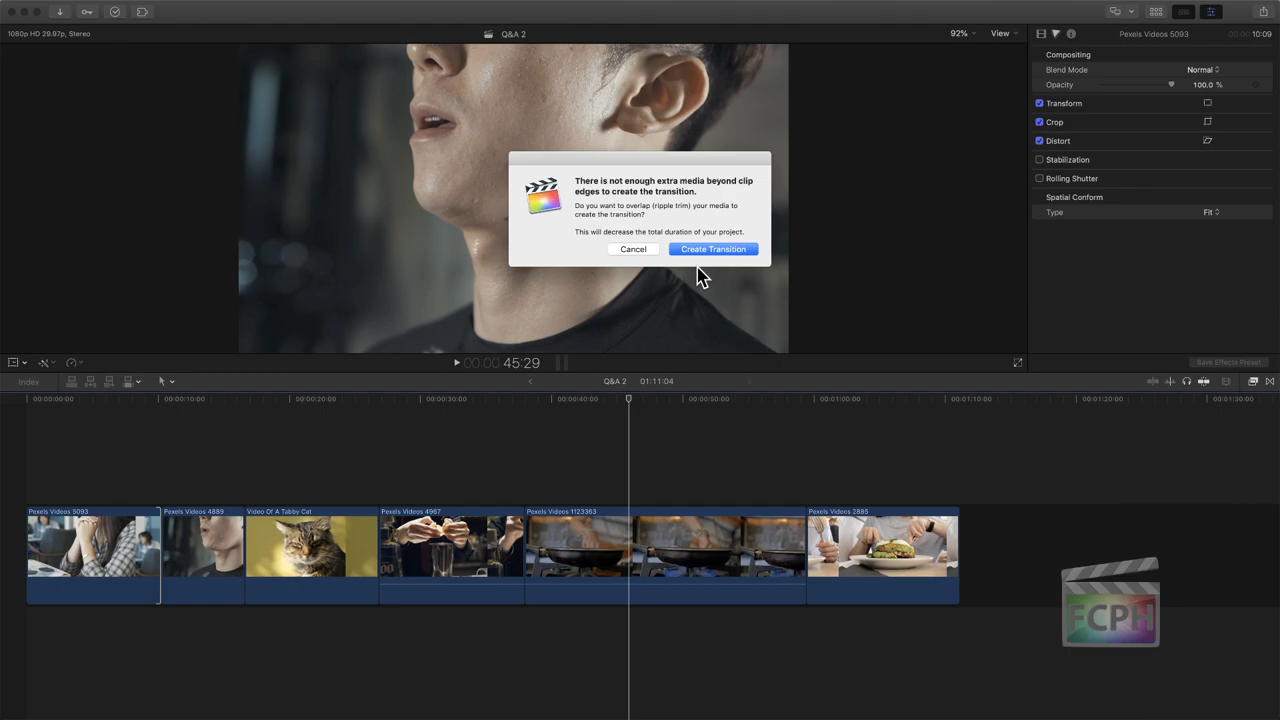 1080p HD 29.97p, Stereo
Q&A 2
92%
View
Pexels Videos 5093
00:00:10:09
Compositing
Blend Mode
Normal
Opacity
100.0 %
Transform
Crop
Distort
Stabilization
Rolling Shutter
Spatial Conform
Type
Fit
There is not enough extra media beyond clip
edges to create the transition.
Do you want to overlap (ripple trim) your media to
create the transition?
This will decrease the total duration of your project.
Cancel
Create Transition
00:00:45:29
Save Effects Preset
Index
Q&A 2
01:11:04
00:00:00:00
00:00:10:00
00:00:20:00
00:00:30:00
00:00:40:00
00:00:50:00
00:01:00:00
00:01:10:00
00:01:20:00
00:01:30:00
Pexels Videos 5093
Pexels Videos 4889
Video Of A Tabby Cat
Pexels Videos 4967
Pexels Videos 1123363
Pexels Videos 2885
FCPH